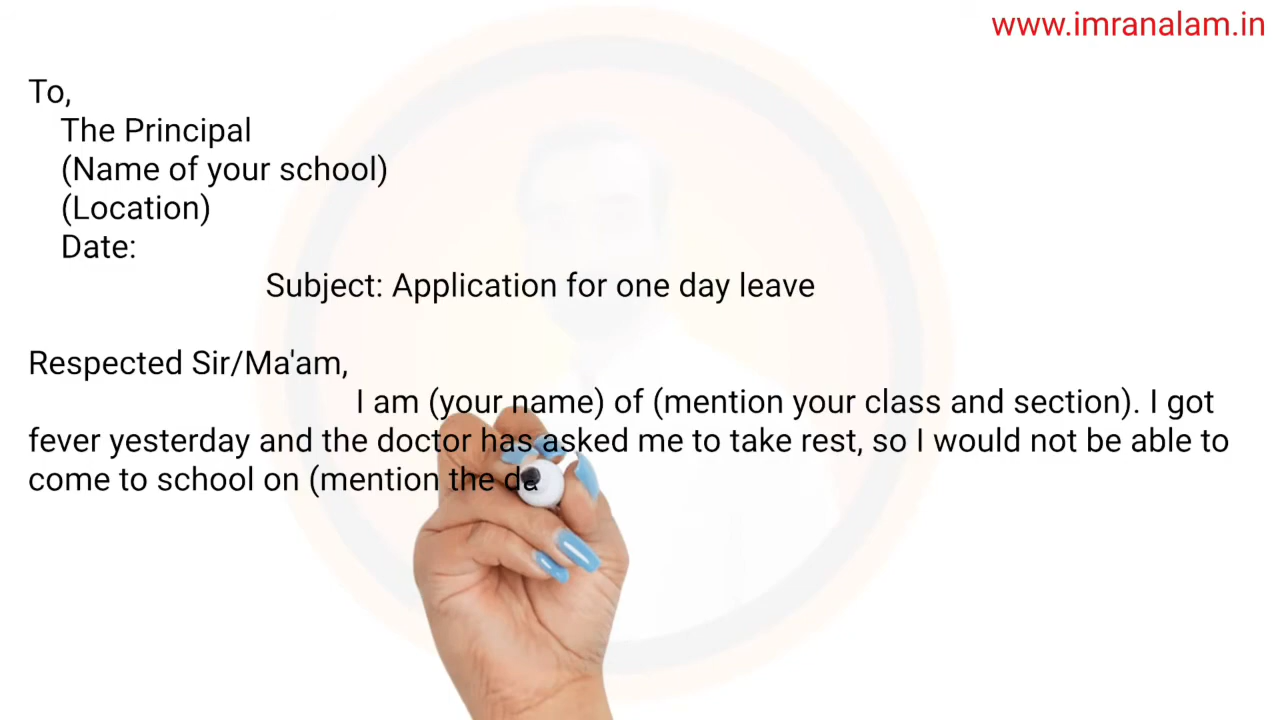 www.imranalam.in
To,
The Principal
(Name of your school)
(Location)
Date:
Subject: Application for one day leave
Respected Sir/Ma'am,
I am (your name) of (mention your class and section). I got
fever yesterday and the doctor has asked me to take rest, so I would not be able to
come to school on (mention the da